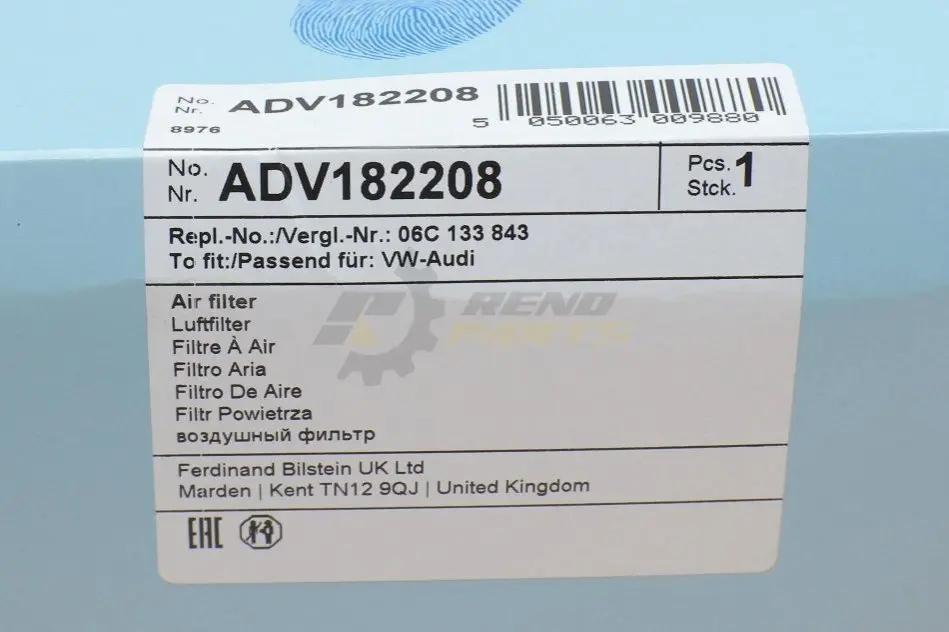 No.
Nr. ADV182208
8976
5 050063 009880
No.
Nr. ADV182208
Pcs.
Stck. 1
Repl.-No.:/Vergl.-Nr.: 06C 133 843
To fit:/Passend für: VW-Audi
Air filter
Luftfilter
Filtre À Air
Filtro Aria
Filtro De Aire
Filtr Powietrza
воздушный фильтр
RENO
PARTS
Ferdinand Bilstein UK Ltd
Marden | Kent TN12 9QJ | United Kingdom
EAC